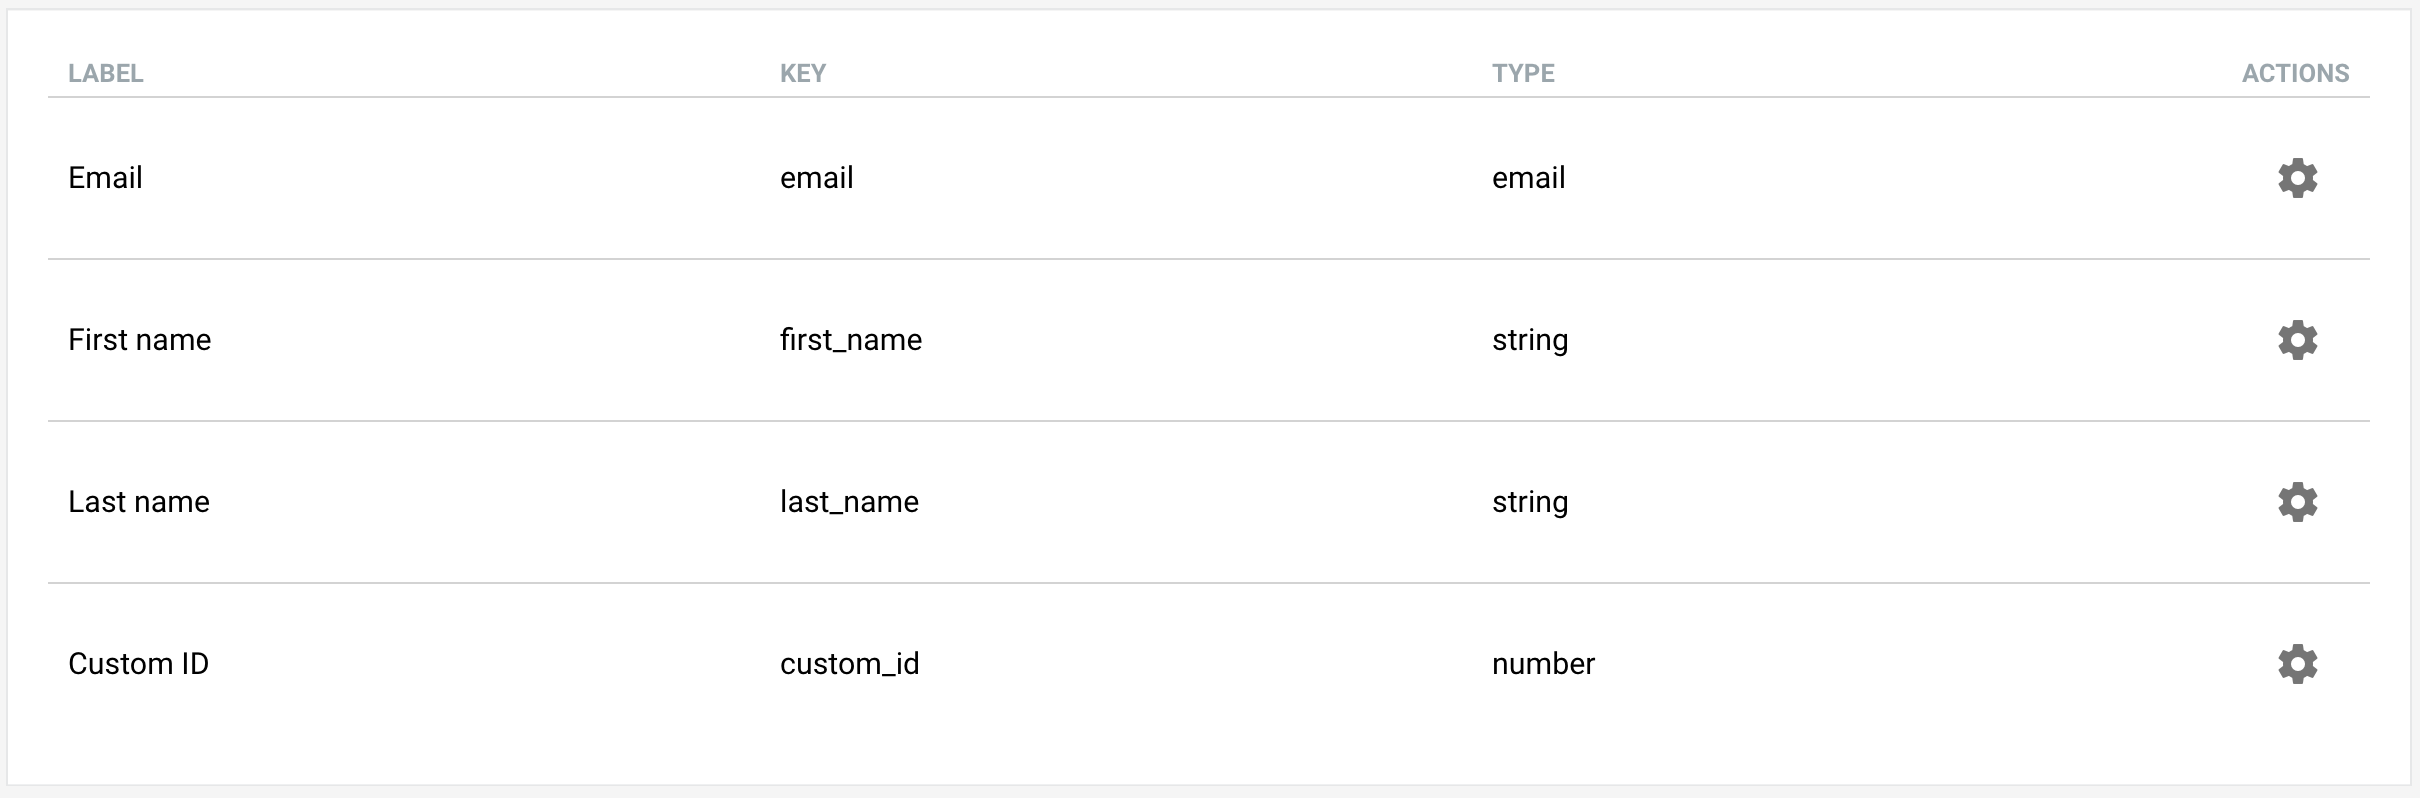 LABEL KEY TYPE ACTIONS
Email email email
First name first_name string
Last name last_name string
Custom ID custom_id number